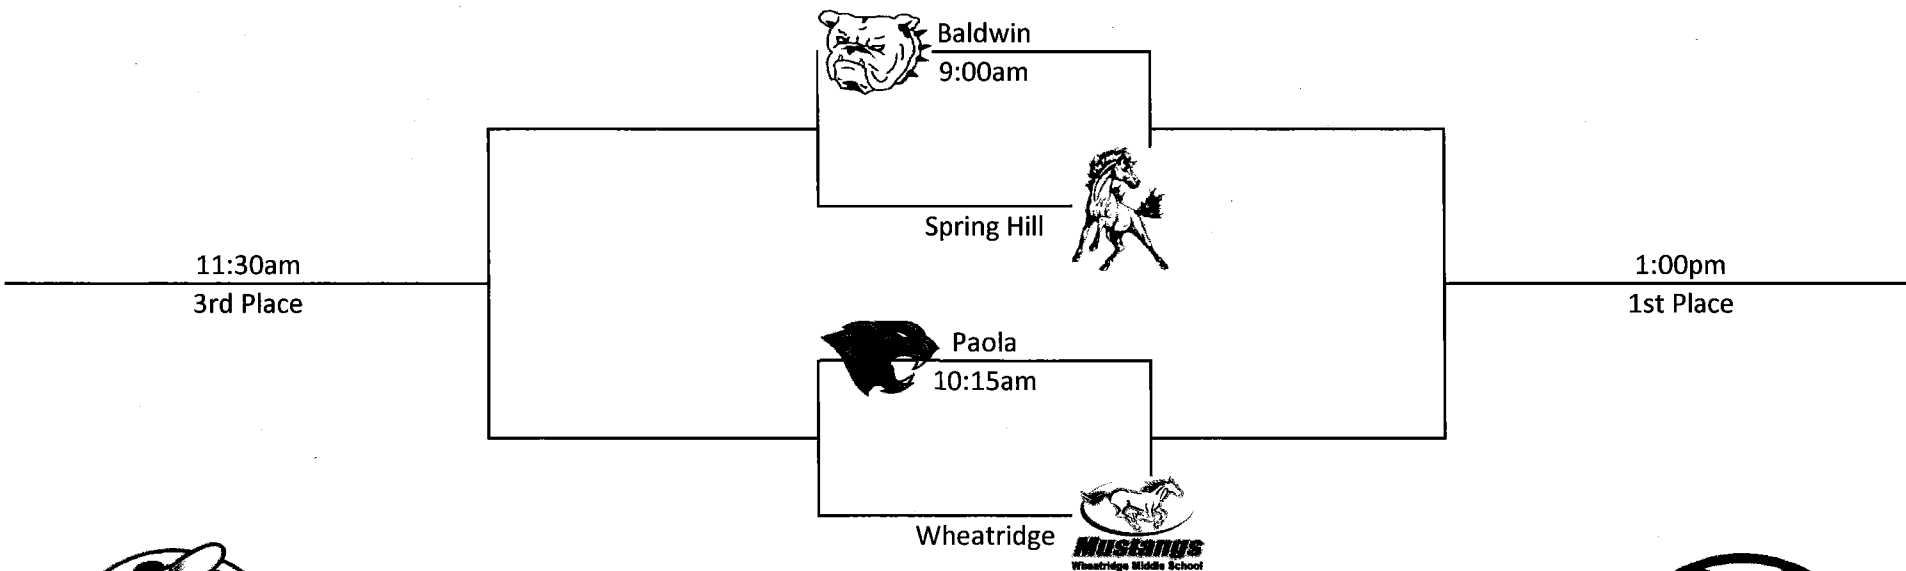 Baldwin
9:00am
Spring Hill
11:30am
3rd Place
1:00pm
1st Place
Paola
10:15am
Wheatridge
Mustangs
Wheatridge Middle School